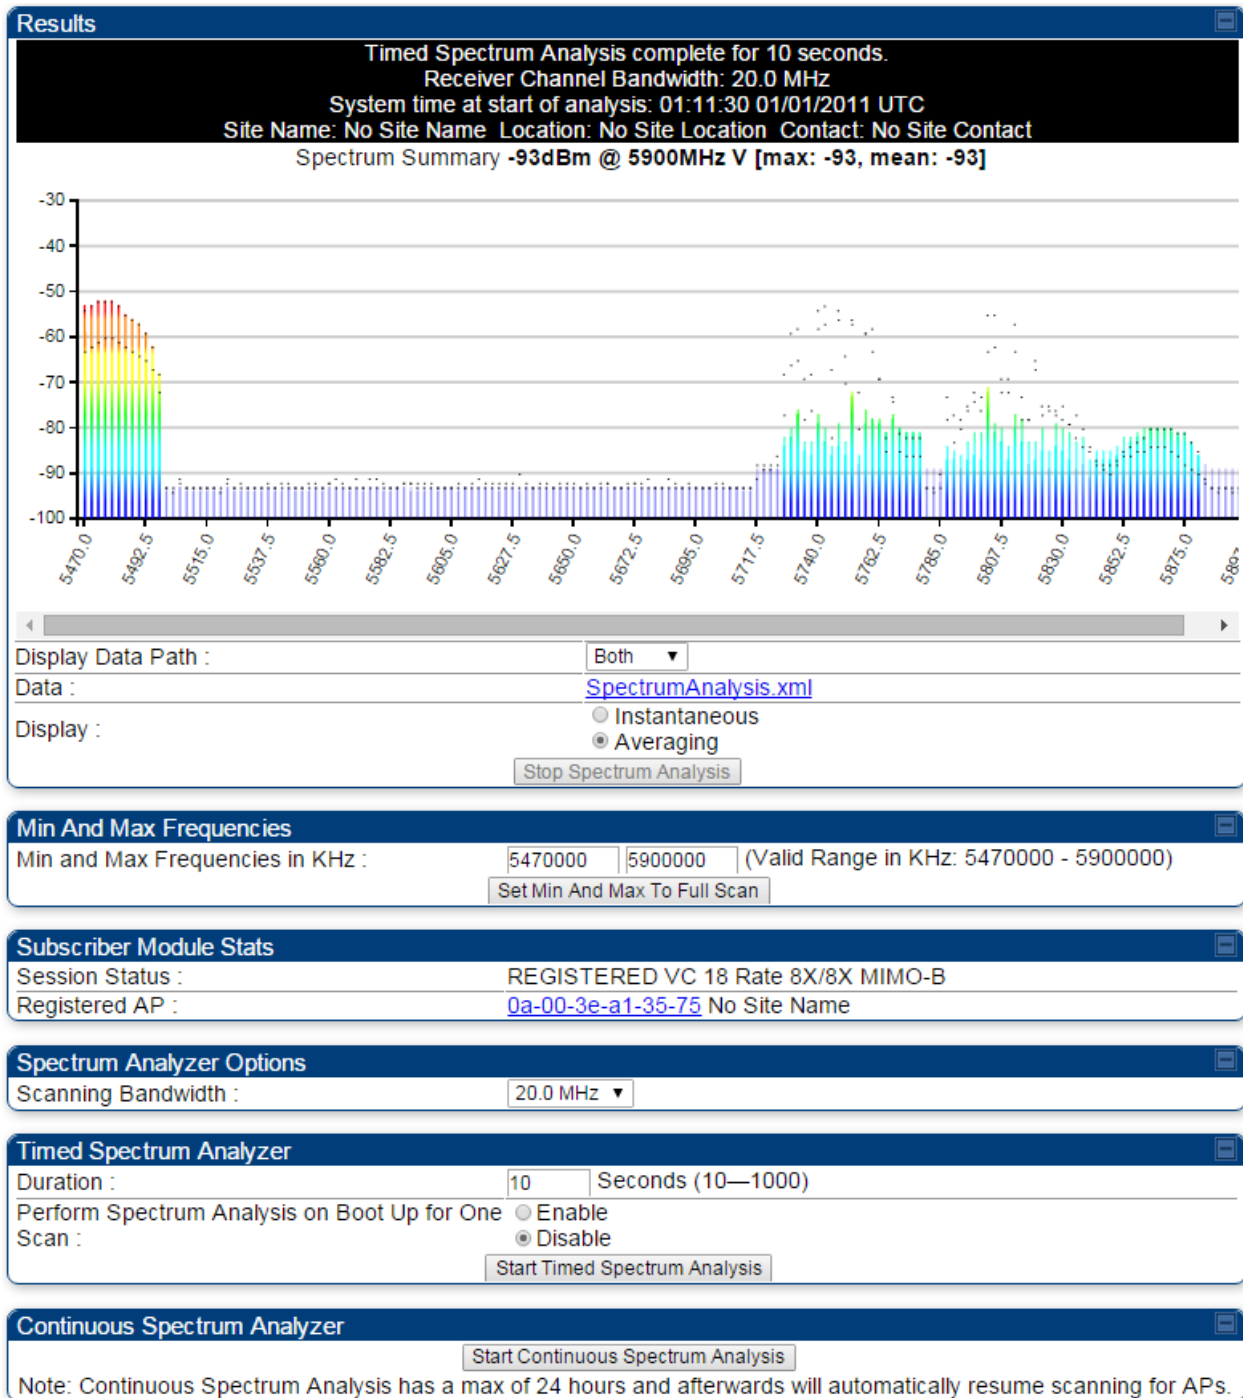 Results
Timed Spectrum Analysis complete for 10 seconds.
Receiver Channel Bandwidth: 20.0 MHz
System time at start of analysis: 01:11:30 01/01/2011 UTC
Site Name: No Site Name Location: No Site Location Contact: No Site Contact
Spectrum Summary -93dBm @ 5900MHz V [max: -93, mean: -93]
-30
-40
-50
-60
-70
-80
-90
-100
5470.0 5492.5 5515.0 5537.5 5560.0 5582.5 5605.0 5627.5 5650.0 5672.5 5695.0 5717.5 5740.0 5762.5 5785.0 5807.5 5830.0 5852.5 5875.0
Display Data Path : Both
Data : SpectrumAnalysis.xml
Display : Instantaneous
Averaging
Stop Spectrum Analysis
Min And Max Frequencies
Min and Max Frequencies in KHz : 5470000 5900000 (Valid Range in KHz: 5470000 - 5900000)
Set Min And Max To Full Scan
Subscriber Module Stats
Session Status : REGISTERED VC 18 Rate 8X/8X MIMO-B
Registered AP : 0a-00-3e-a1-35-75 No Site Name
Spectrum Analyzer Options
Scanning Bandwidth : 20.0 MHz
Timed Spectrum Analyzer
Duration : 10 Seconds (10—1000)
Perform Spectrum Analysis on Boot Up for One Enable
Scan : Disable
Start Timed Spectrum Analysis
Continuous Spectrum Analyzer
Start Continuous Spectrum Analysis
Note: Continuous Spectrum Analysis has a max of 24 hours and afterwards will automatically resume scanning for APs.